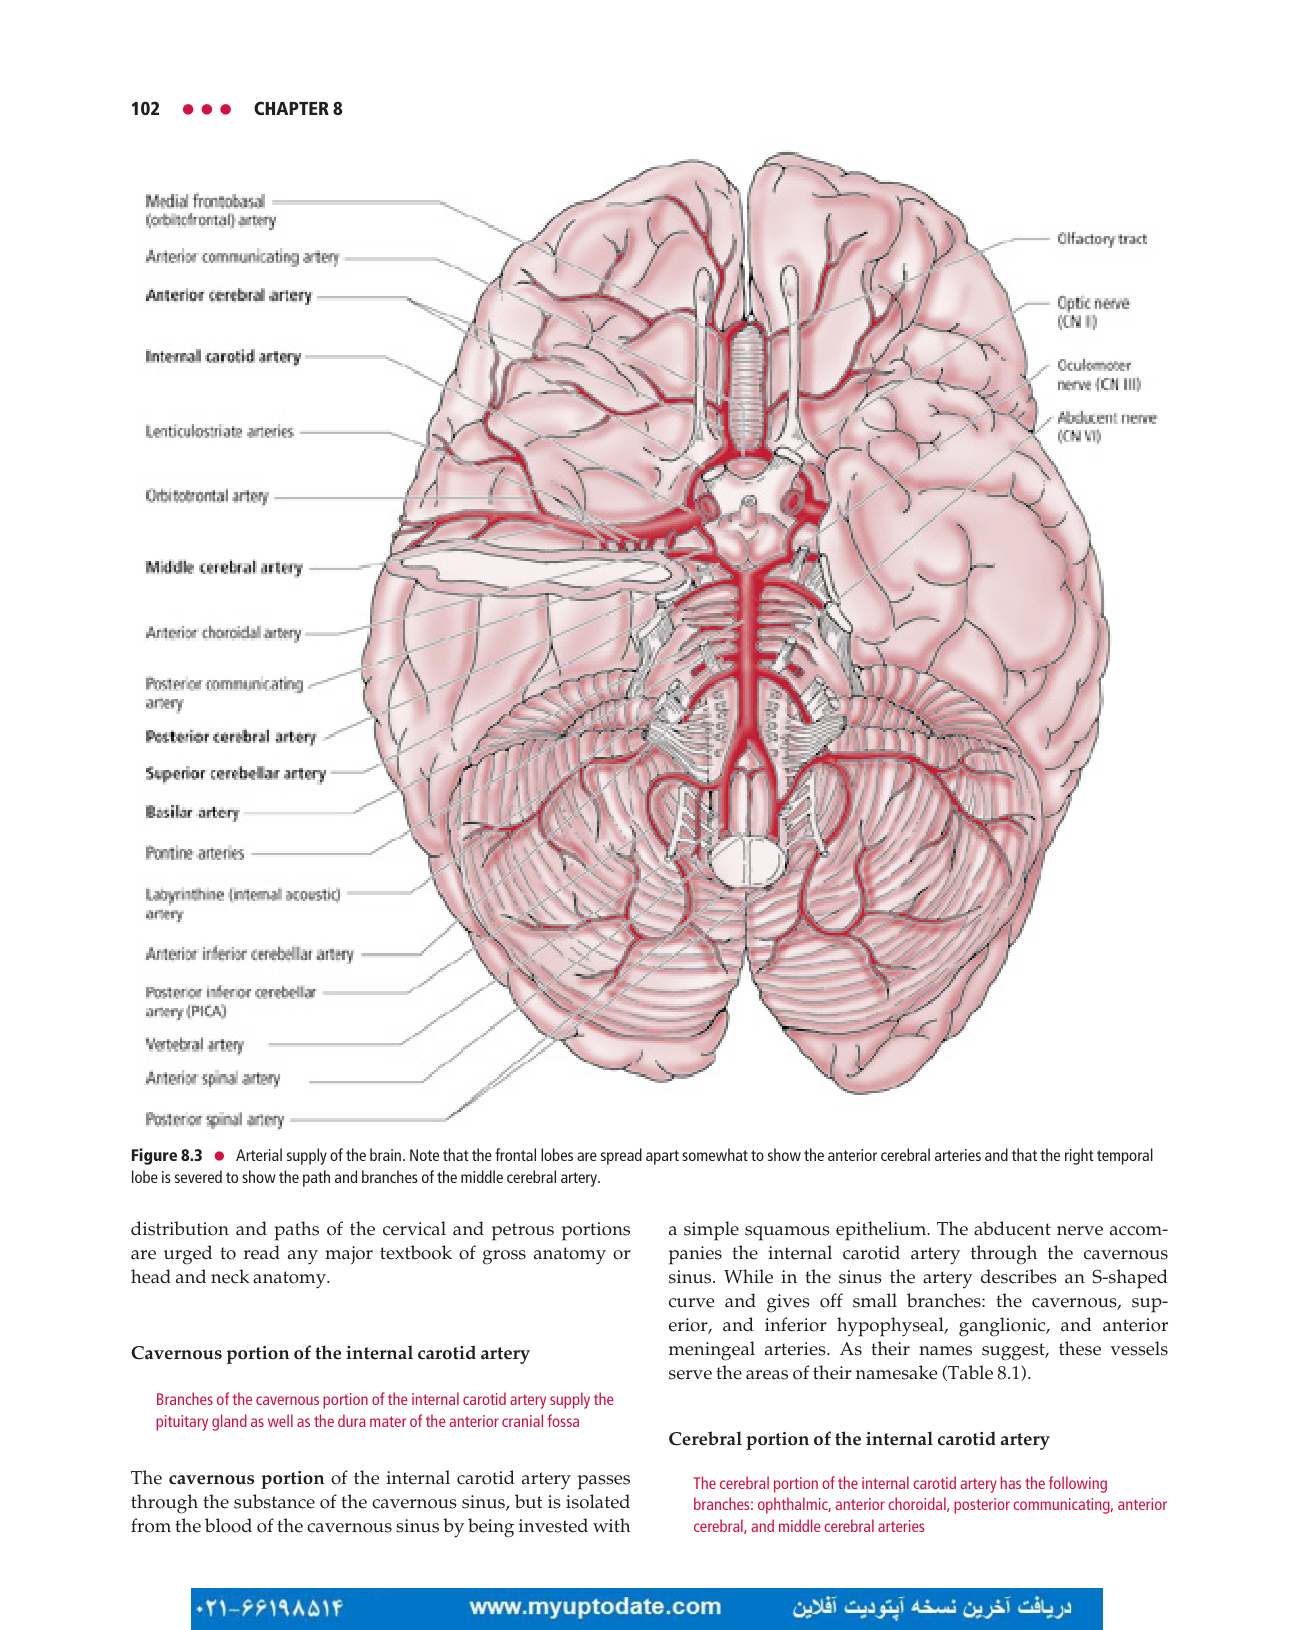 102 ● ● ● CHAPTER 8
Medial frontobasal
(orbitofrontal) artery
Anterior communicating artery
Anterior cerebral artery
Internal carotid artery
Lenticulostriate arteries
Orbitotrontal artery
Middle cerebral artery
Anterior choroidal artery
Posterior communicating
artery
Posterior cerebral artery
Superior cerebellar artery
Basilar artery
Pontine arteries
Labyrinthine (internal acoustic)
artery
Anterior inferior cerebellar artery
Posterior inferior cerebellar
artery (PICA)
Vertebral artery
Anterior spinal artery
Posterior spinal artery
Olfactory tract
Optic nerve
(CN II)
Oculomoter
nerve (CN III)
Abducent nerve
(CN VI)
Figure 8.3 ● Arterial supply of the brain. Note that the frontal lobes are spread apart somewhat to show the anterior cerebral arteries and that the right temporal
lobe is severed to show the path and branches of the middle cerebral artery.
distribution and paths of the cervical and petrous portions
are urged to read any major textbook of gross anatomy or
head and neck anatomy.
Cavernous portion of the internal carotid artery
Branches of the cavernous portion of the internal carotid artery supply the
pituitary gland as well as the dura mater of the anterior cranial fossa
The cavernous portion of the internal carotid artery passes
through the substance of the cavernous sinus, but is isolated
from the blood of the cavernous sinus by being invested with
a simple squamous epithelium. The abducent nerve accom-
panies the internal carotid artery through the cavernous
sinus. While in the sinus the artery describes an S-shaped
curve and gives off small branches: the cavernous, sup-
erior, and inferior hypophyseal, ganglionic, and anterior
meningeal arteries. As their names suggest, these vessels
serve the areas of their namesake (Table 8.1).
Cerebral portion of the internal carotid artery
The cerebral portion of the internal carotid artery has the following
branches: ophthalmic, anterior choroidal, posterior communicating, anterior
cerebral, and middle cerebral arteries
۰۲۱-۶۶۱۹۸۵۱۴ www.myuptodate.com دریافت آخرین نسخه آپتودیت آفلاین